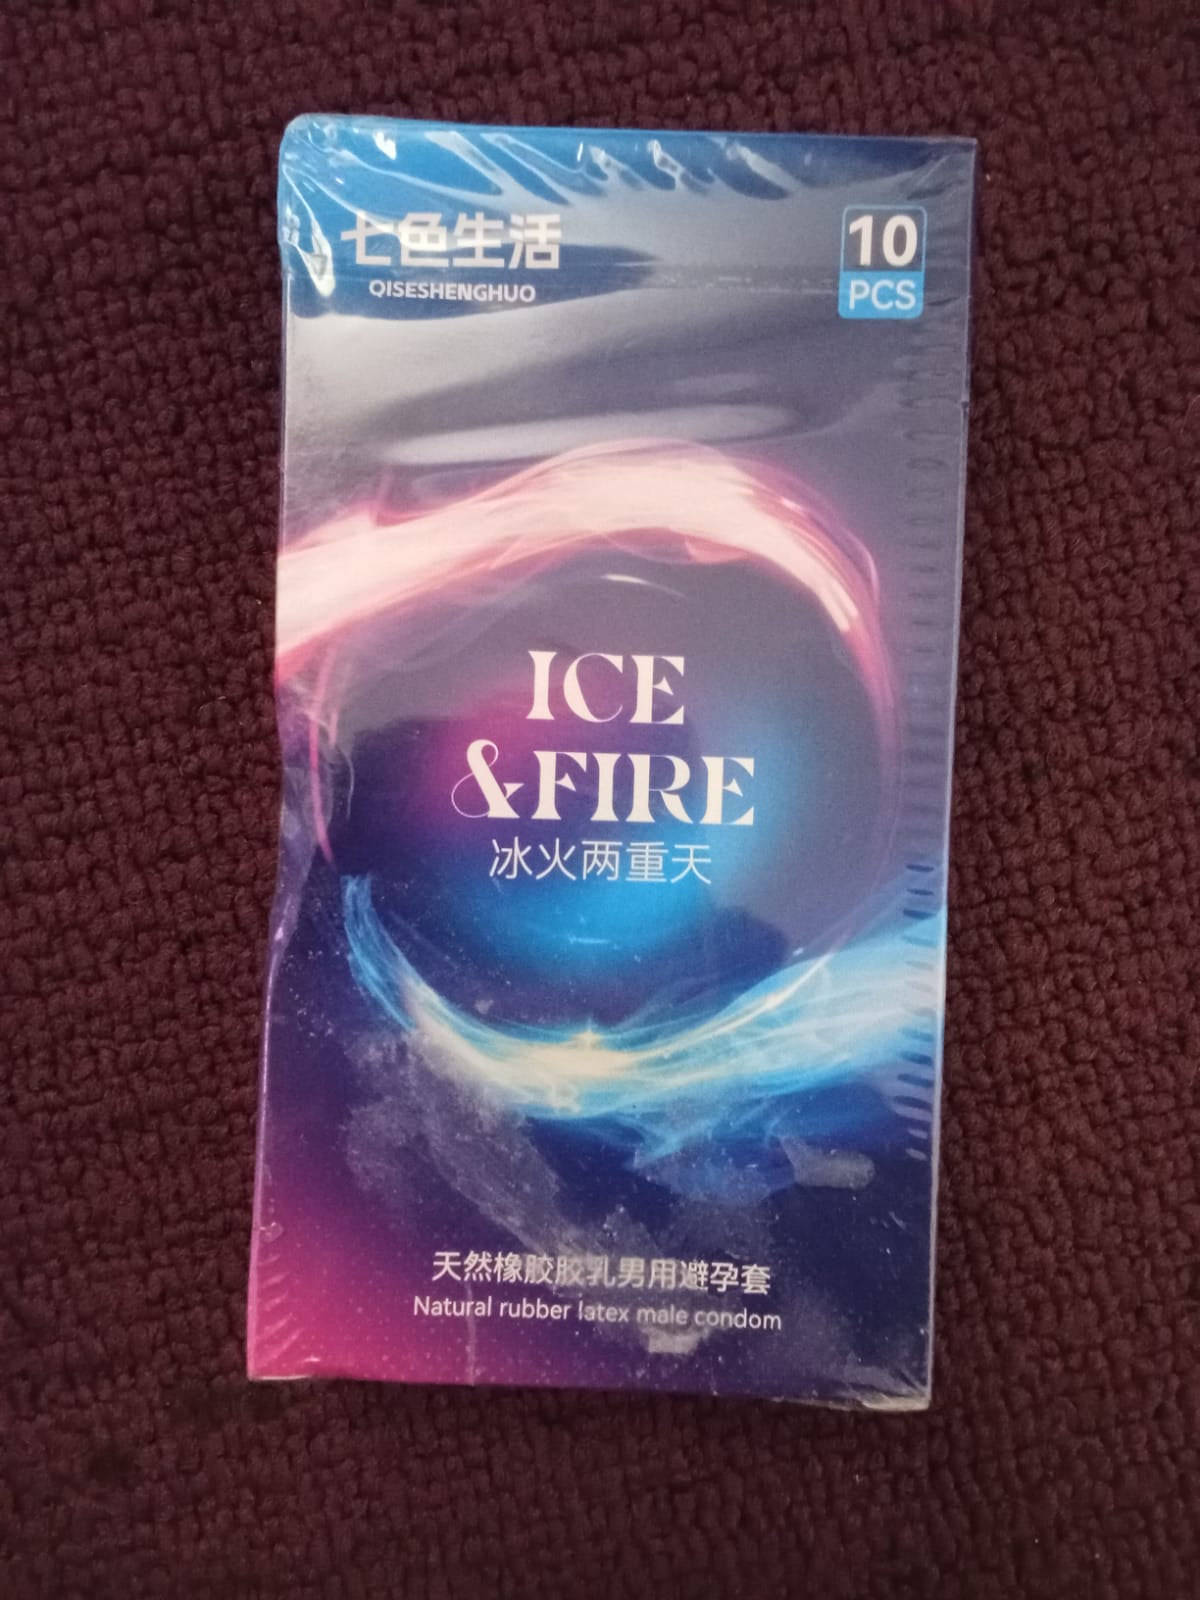 七色生活
QISESHENGHUO
10
PCS
ICE
&FIRE
冰火两重天
天然橡胶胶乳男用避孕套
Natural rubber latex male condom